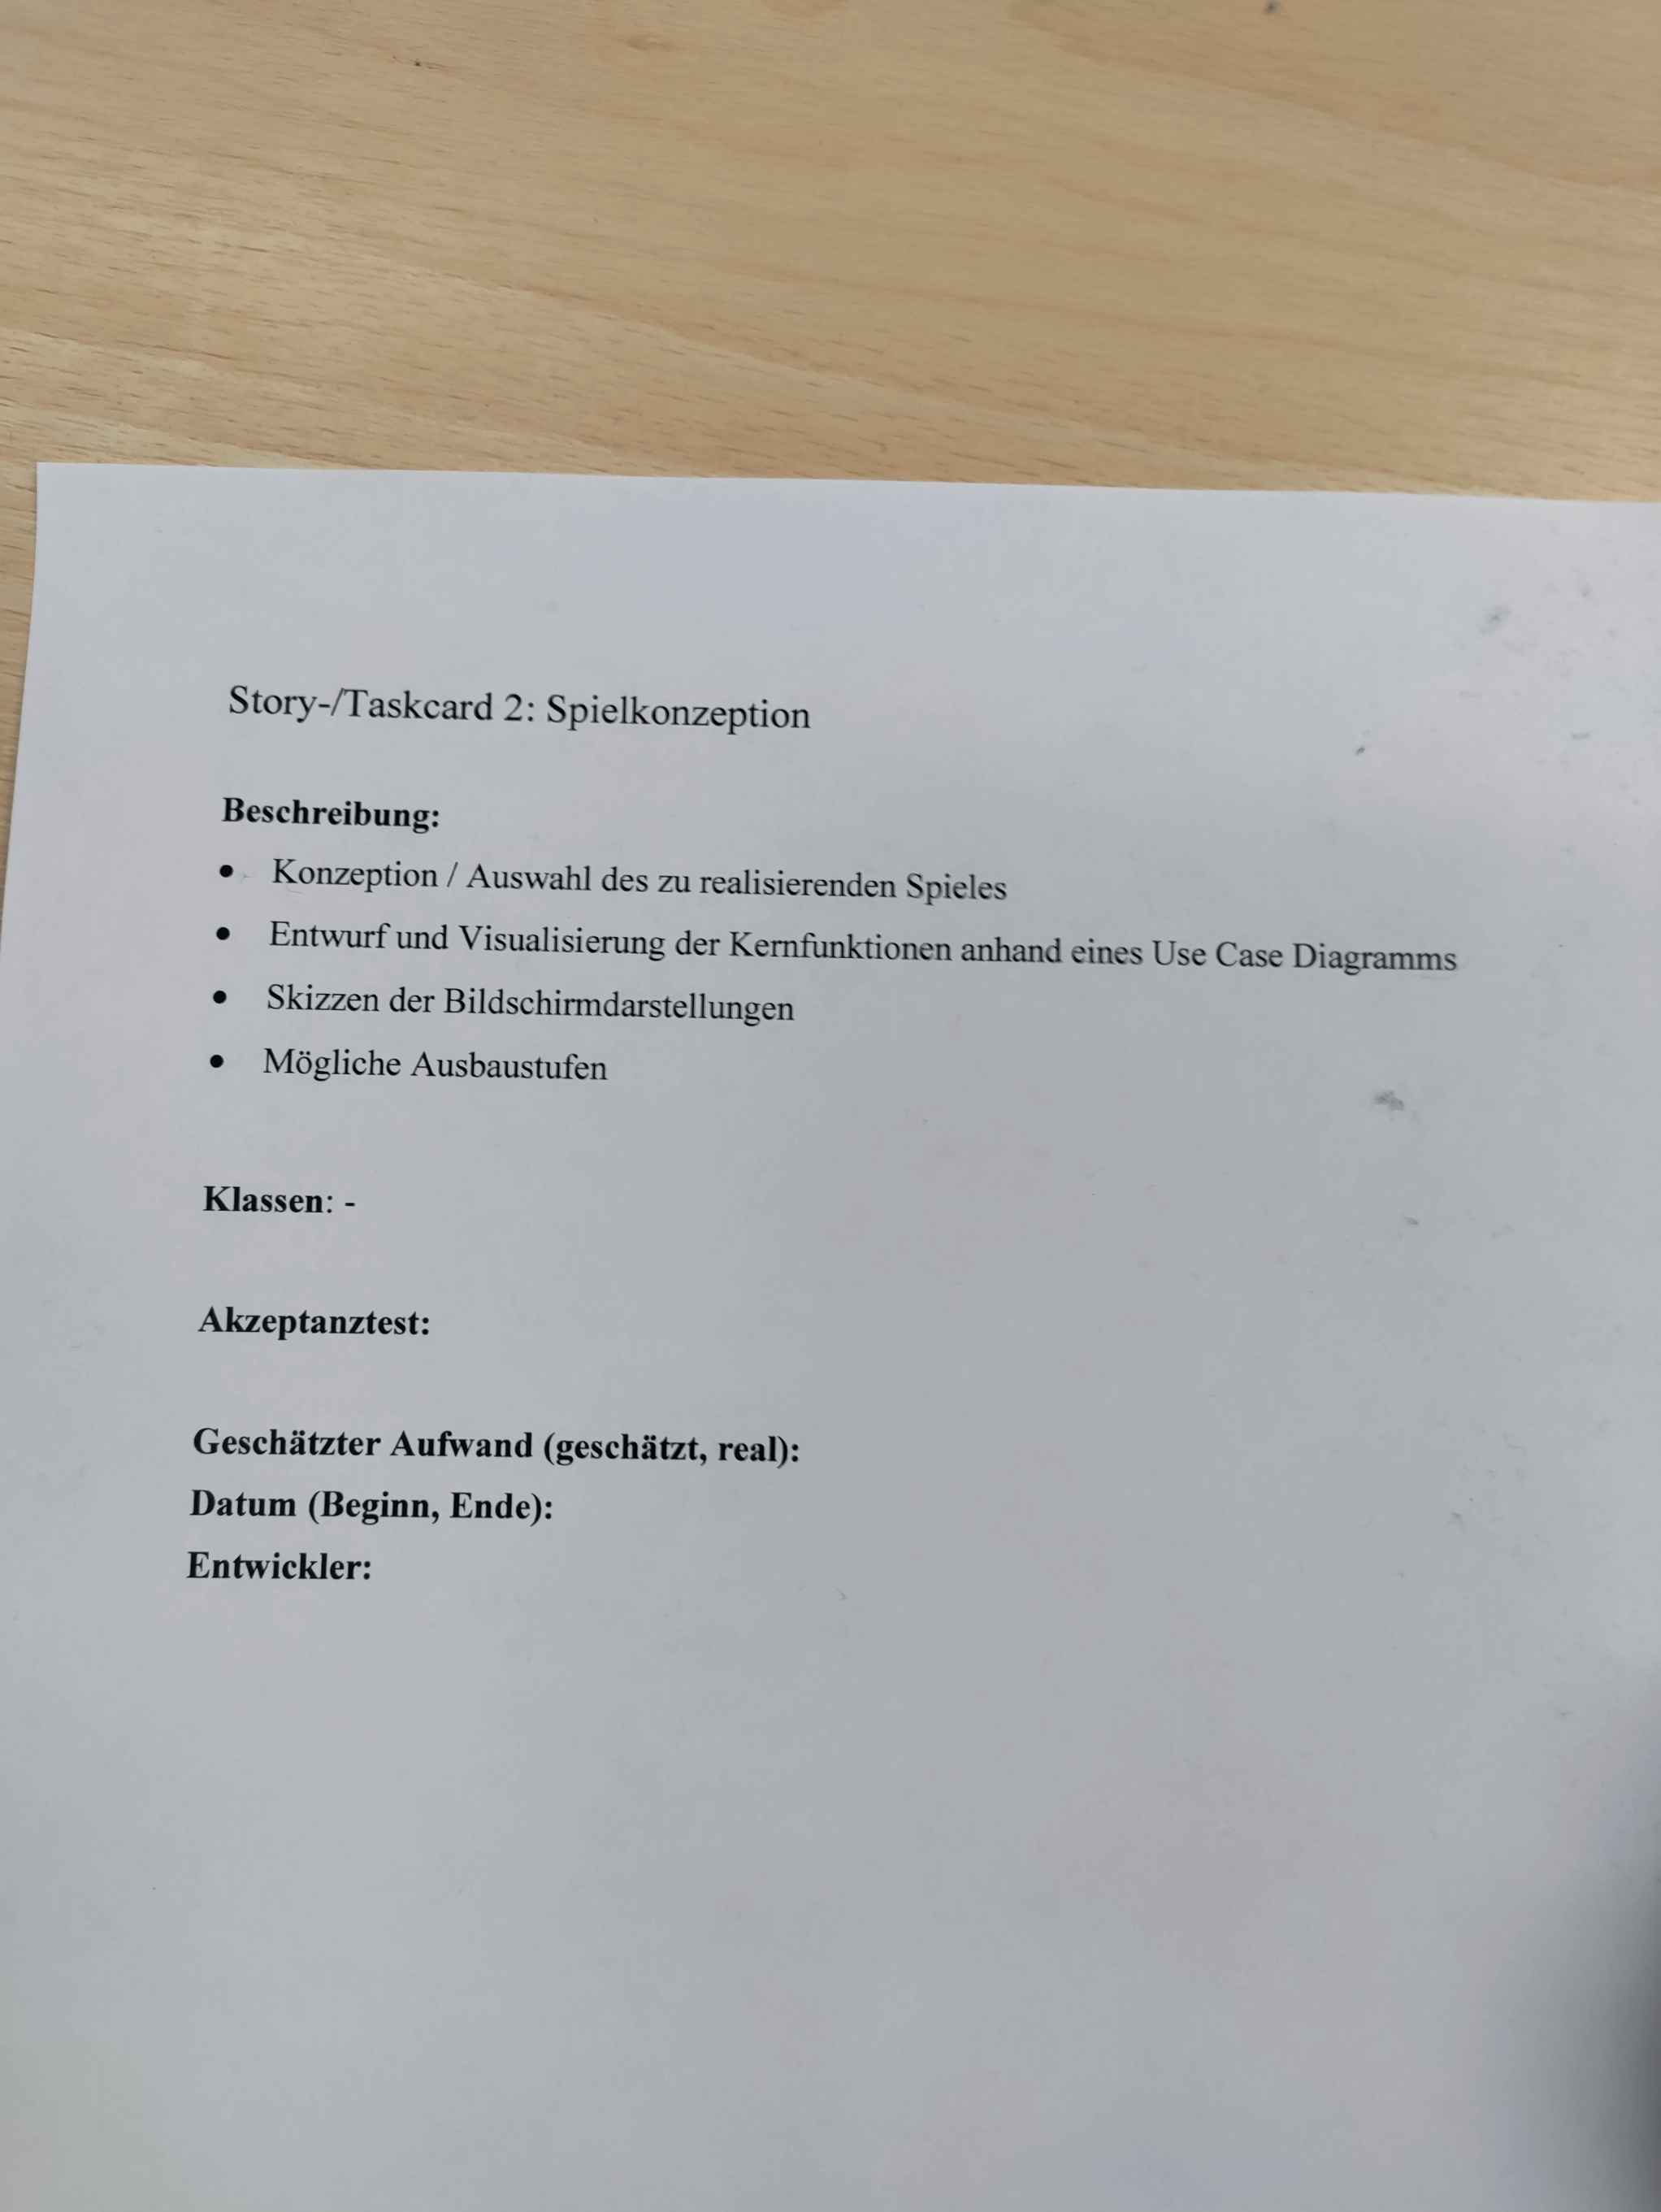 Story-/Taskcard 2: Spielkonzeption
Beschreibung:
• Konzeption / Auswahl des zu realisierenden Spieles
• Entwurf und Visualisierung der Kernfunktionen anhand eines Use Case Diagramms
• Skizzen der Bildschirmdarstellungen
• Mögliche Ausbaustufen
Klassen: -
Akzeptanztest:
Geschätzter Aufwand (geschätzt, real):
Datum (Beginn, Ende):
Entwickler: